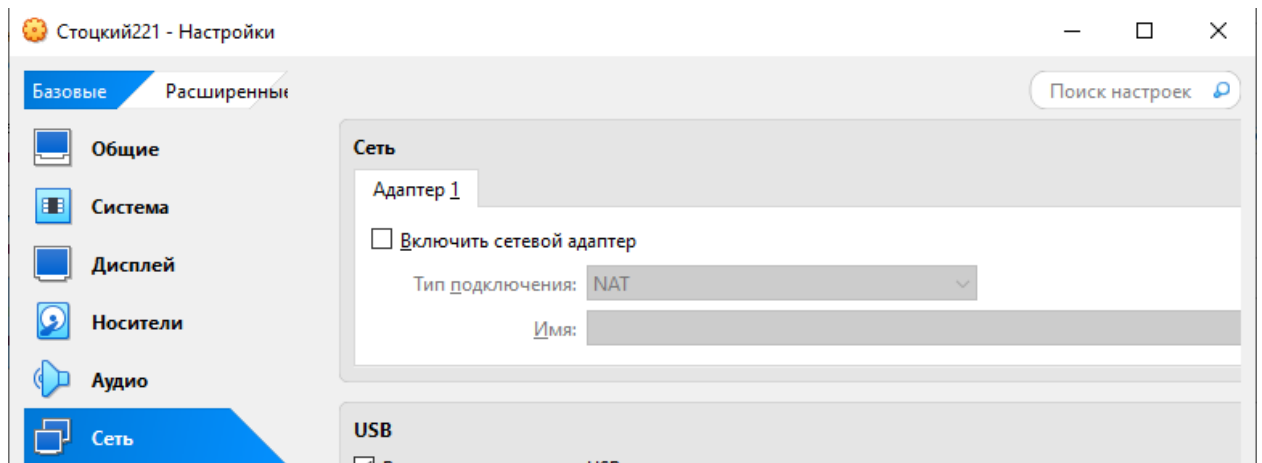 Стоцкий221 - Настройки
Базовые Расширенные Поиск настроек
Общие
Система
Дисплей
Носители
Аудио
Сеть
Сеть
Адаптер 1
Включить сетевой адаптер
Тип подключения: NAT
Имя:
USB